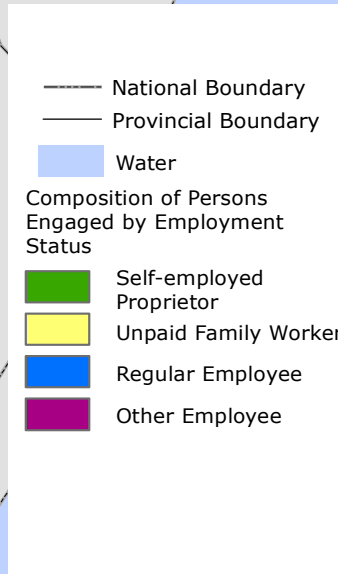 National Boundary
Provincial Boundary
Water
Composition of Persons
Engaged by Employment
Status
Self-employed
Proprietor
Unpaid Family Worker
Regular Employee
Other Employee